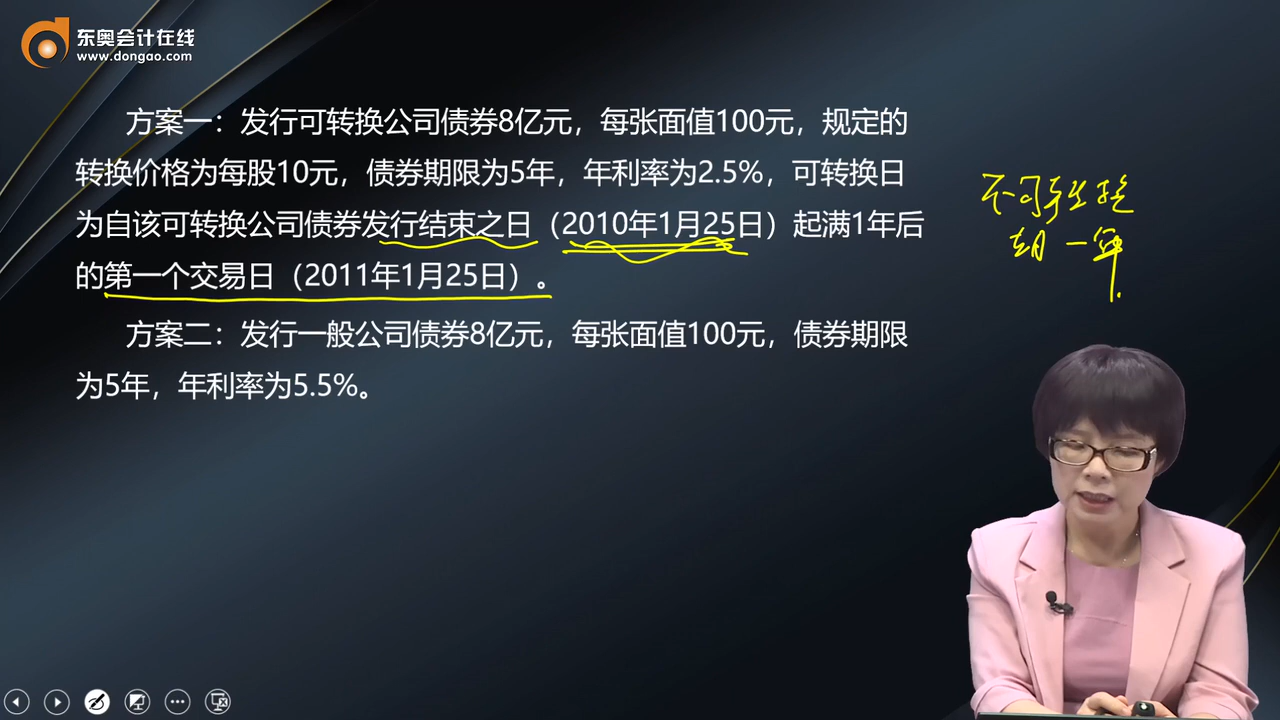 东奥会计在线
www.dongao.com
方案一：发行可转换公司债券8亿元，每张面值100元，规定的
转换价格为每股10元，债券期限为5年，年利率为2.5%，可转换日
为自该可转换公司债券发行结束之日（2010年1月25日）起满1年后
的第一个交易日（2011年1月25日）。
不可转换
期一年
方案二：发行一般公司债券8亿元，每张面值100元，债券期限
为5年，年利率为5.5%。